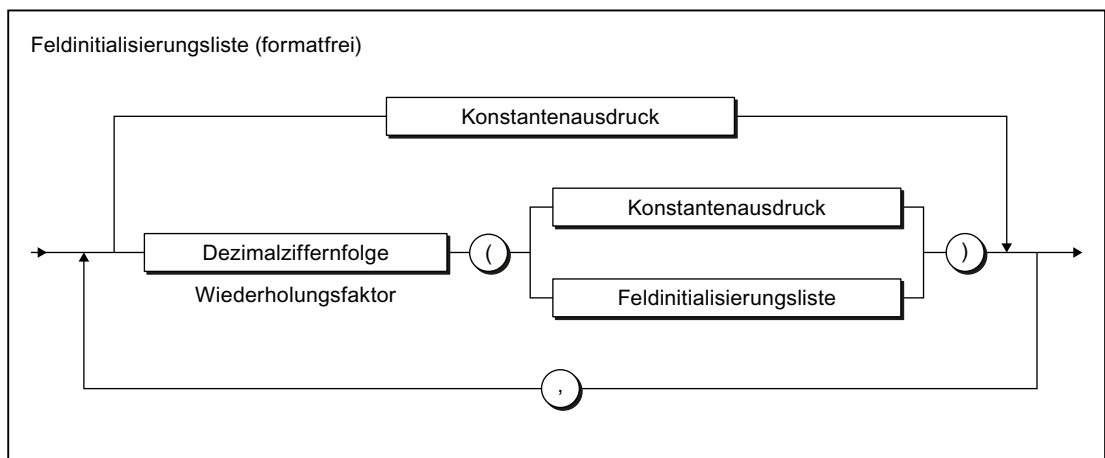 Feldinitialisierungsliste (formatfrei)
Konstantenausdruck
Konstantenausdruck
Dezimalziffernfolge
(
)
Wiederholungsfaktor
Feldinitialisierungsliste
,